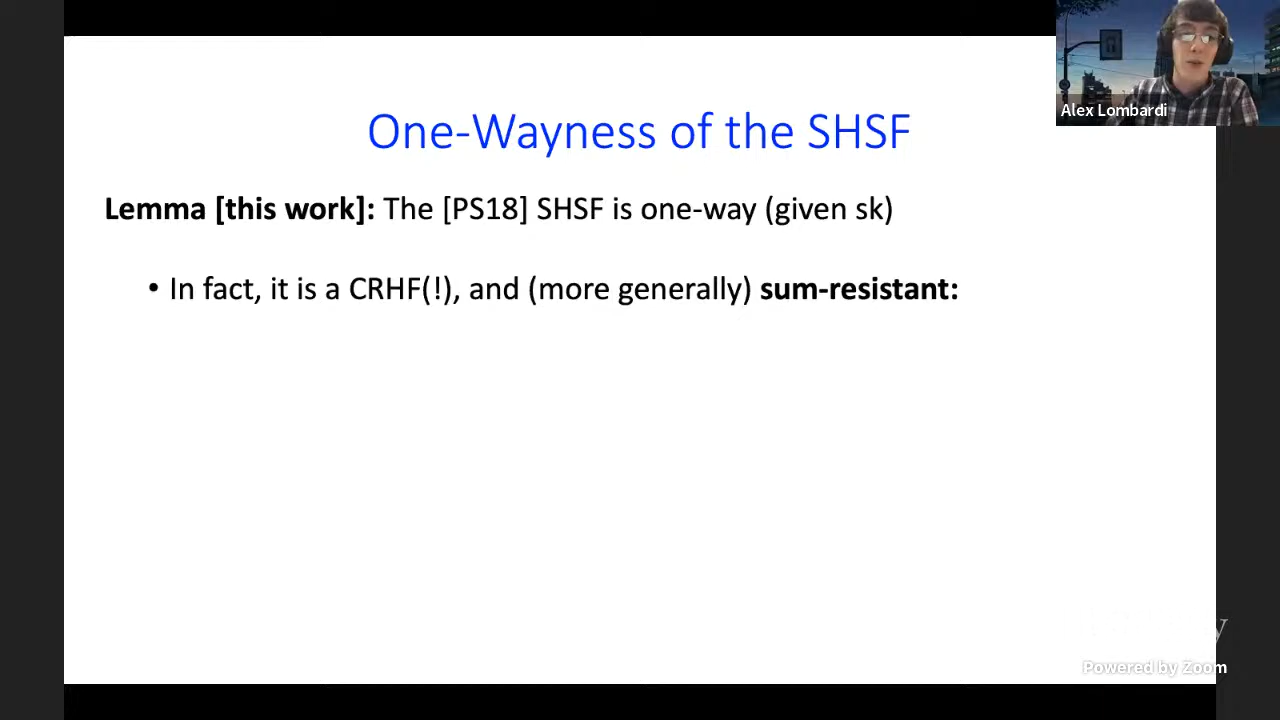 Alex Lombardi
One-Wayness of the SHSF
Lemma [this work]: The [PS18] SHSF is one-way (given sk)
• In fact, it is a CRHF(!), and (more generally) sum-resistant:
Powered by Zoom